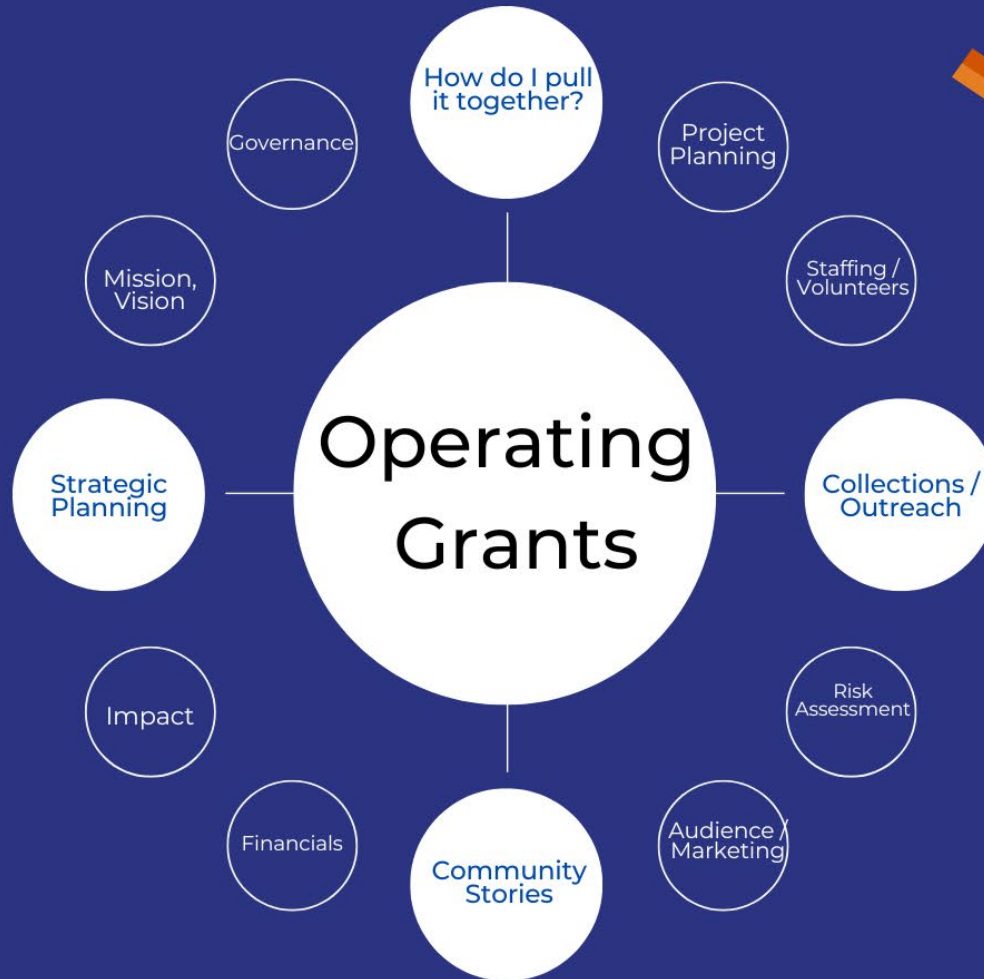 How do I pull
it together?
Governance
Project
Planning
Mission,
Vision
Staffing /
Volunteers
Operating
Grants
Strategic
Planning
Collections /
Outreach
Impact
Risk
Assessment
Financials
Audience /
Marketing
Community
Stories